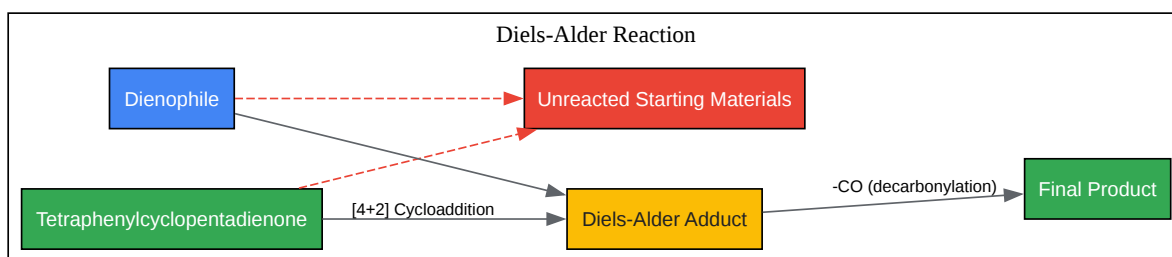 Diels-Alder Reaction
Dienophile
Unreacted Starting Materials
Tetraphenylcyclopentadienone
[4+2] Cycloaddition
Diels-Alder Adduct
-CO (decarbonylation)
Final Product